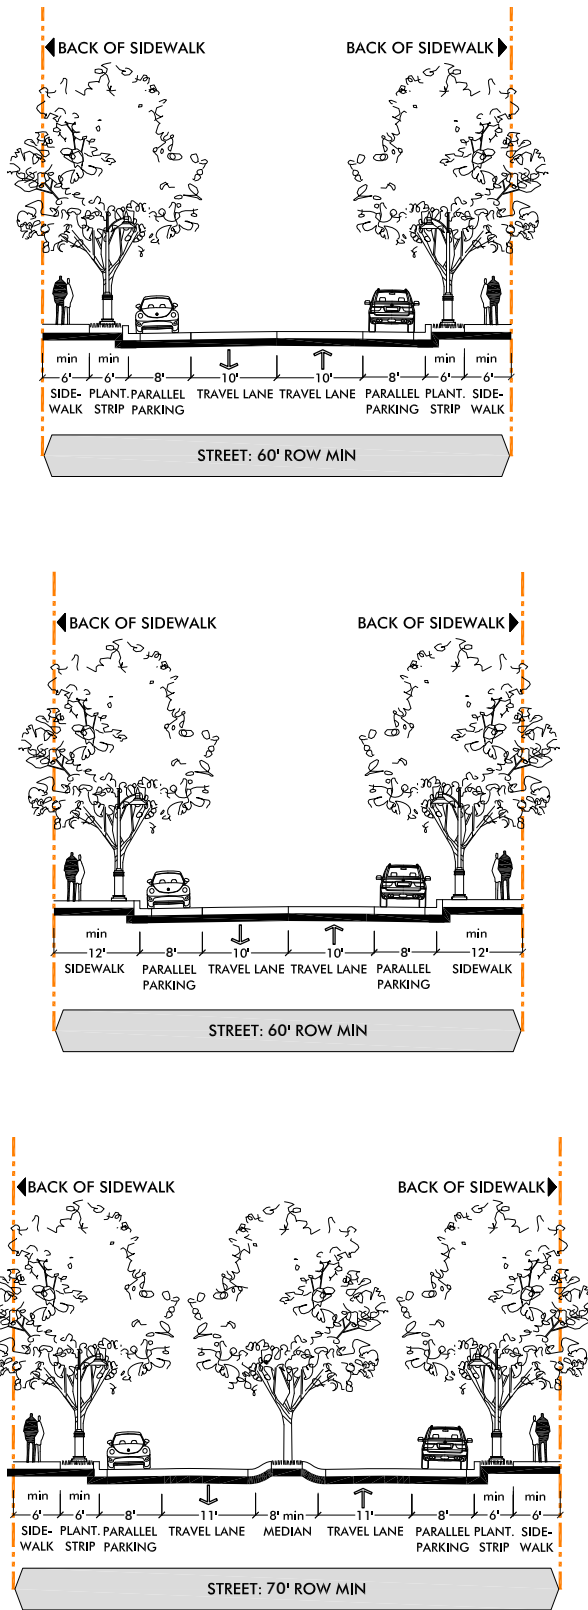 BACK OF SIDEWALK BACK OF SIDEWALK
min min min min
6' 6' 8' 10' 10' 8' 6' 6'
SIDE- PLANT. PARALLEL TRAVEL LANE TRAVEL LANE PARALLEL PLANT. SIDE-
WALK STRIP PARKING PARKING STRIP WALK
STREET: 60' ROW MIN
BACK OF SIDEWALK BACK OF SIDEWALK
min min
12' 8' 10' 10' 8' 12'
SIDEWALK PARALLEL TRAVEL LANE TRAVEL LANE PARALLEL SIDEWALK
PARKING PARKING
STREET: 60' ROW MIN
BACK OF SIDEWALK BACK OF SIDEWALK
min min min min
6' 6' 8' 11' 8' min 11' 8' 6' 6'
SIDE- PLANT. PARALLEL TRAVEL LANE MEDIAN TRAVEL LANE PARALLEL PLANT. SIDE-
WALK STRIP PARKING PARKING STRIP WALK
STREET: 70' ROW MIN